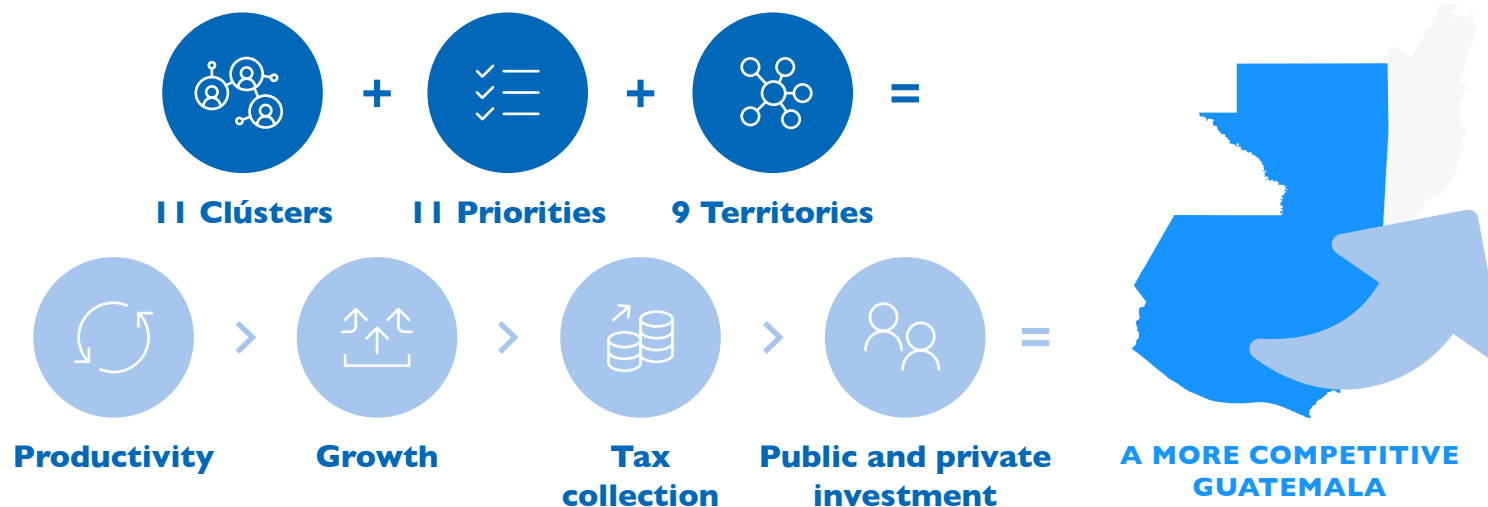 + + =
11 Clústers 11 Priorities 9 Territories
> > > =
Productivity Growth Tax collection Public and private investment
A MORE COMPETITIVE
GUATEMALA